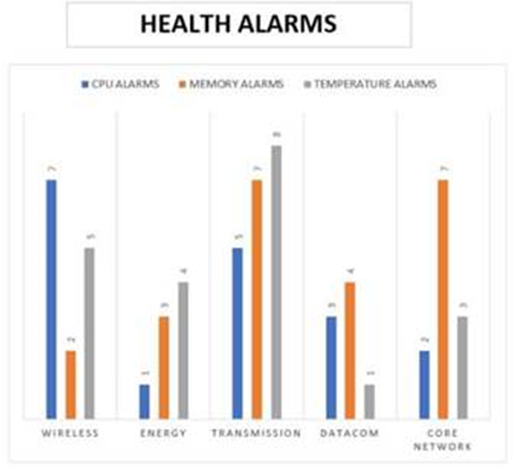 HEALTH ALARMS
CPU ALARMS MEMORY ALARMS TEMPERATURE ALARMS
7 2 5 1 3 4 5 7 8 3 4 1 2 7 3
WIRELESS ENERGY TRANSMISSION DATACOM CORE
NETWORK